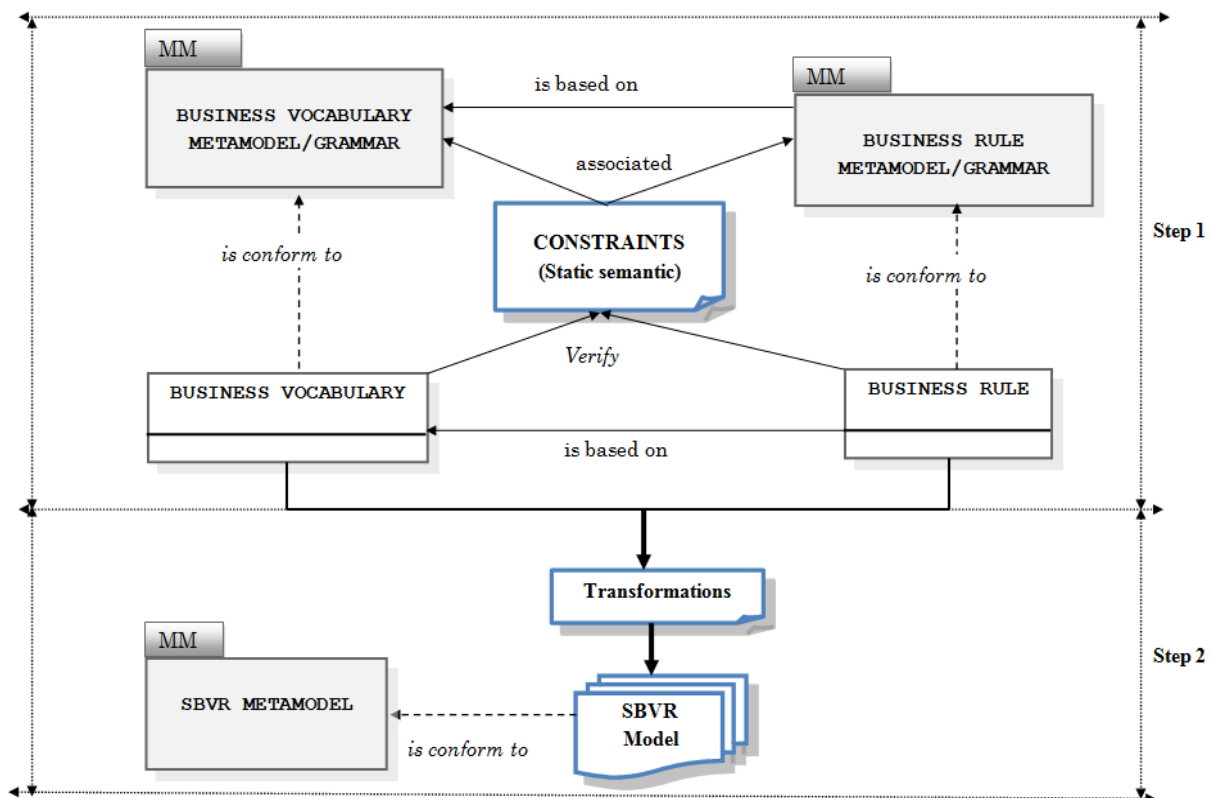 MM
BUSINESS VOCABULARY
METAMODEL/GRAMMAR
is based on
MM
BUSINESS RULE
METAMODEL/GRAMMAR
associated
CONSTRAINTS
(Static semantic)
Step 1
is conform to
is conform to
Verify
BUSINESS VOCABULARY
BUSINESS RULE
is based on
Transformations
MM
SBVR METAMODEL
SBVR
Model
is conform to
Step 2